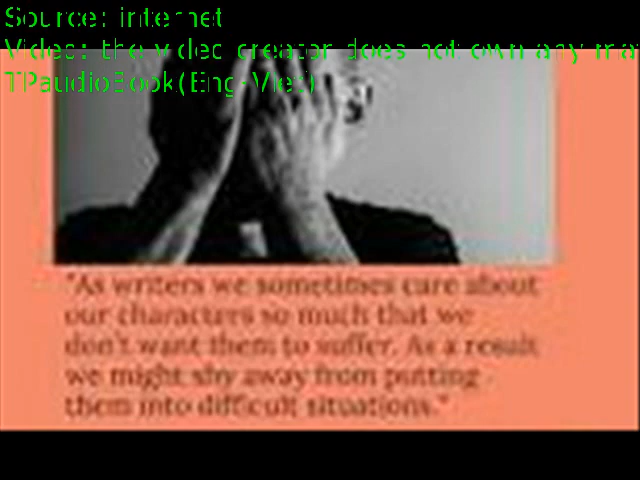 Source: internet
Video: the video creator does not own any ma
TPaudioBook(Eng-Viet)
"As writers we sometimes care about
our characters so much that we
don't want them to suffer. As a result
we might shy away from putting
them into difficult situations."